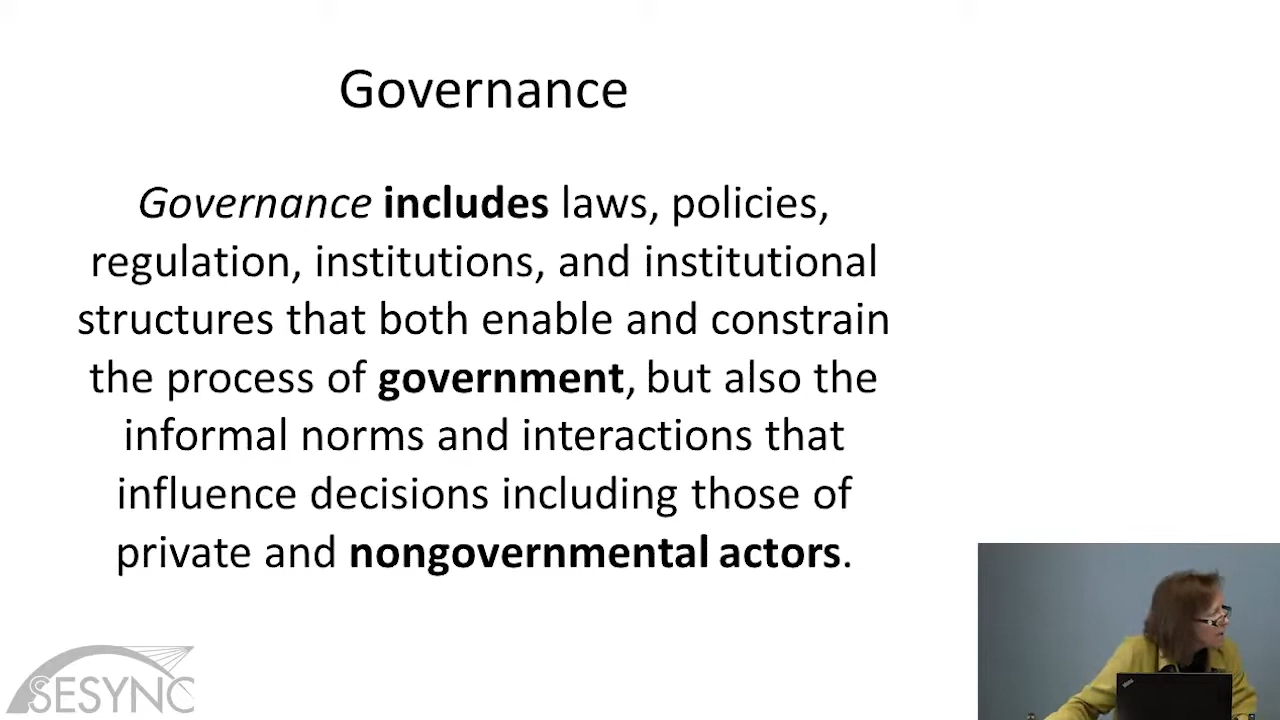 Governance
Governance includes laws, policies,
regulation, institutions, and institutional
structures that both enable and constrain
the process of government, but also the
informal norms and interactions that
influence decisions including those of
private and nongovernmental actors.
SESYNC